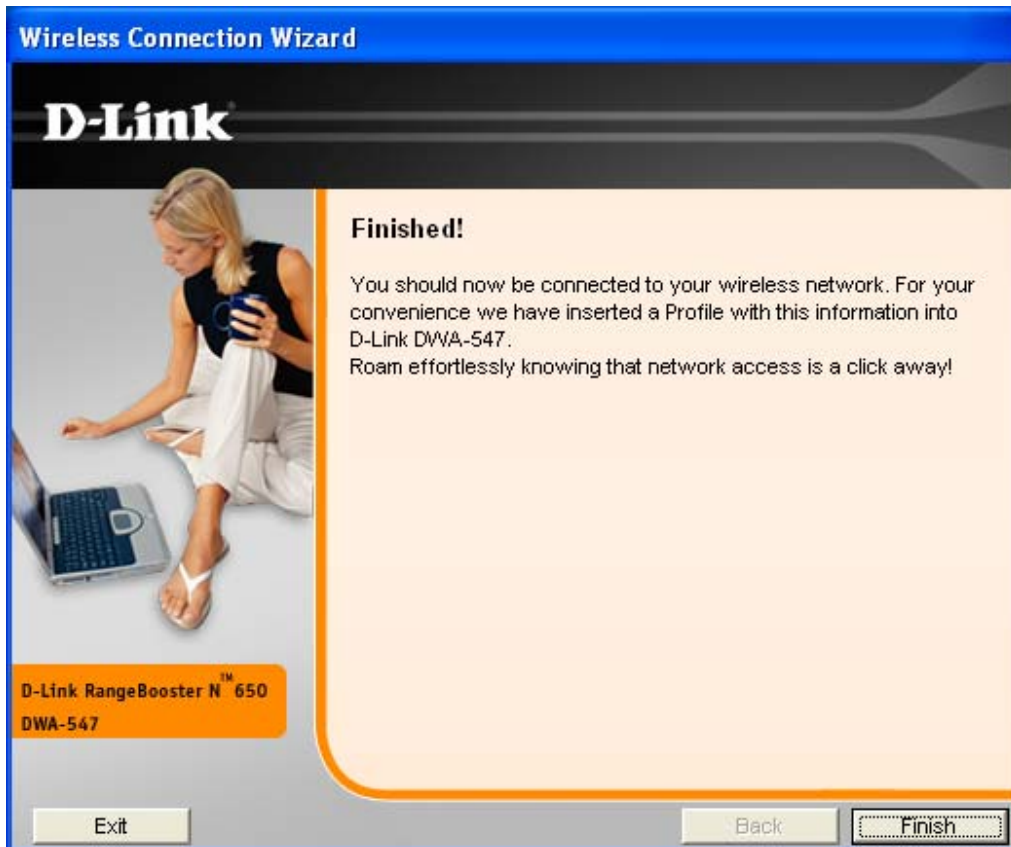 Wireless Connection Wizard
D-Link
Finished!
You should now be connected to your wireless network. For your
convenience we have inserted a Profile with this information into
D-Link DWA-547.
Roam effortlessly knowing that network access is a click away!
D-Link RangeBooster N™650
DWA-547
Exit
Back
Finish